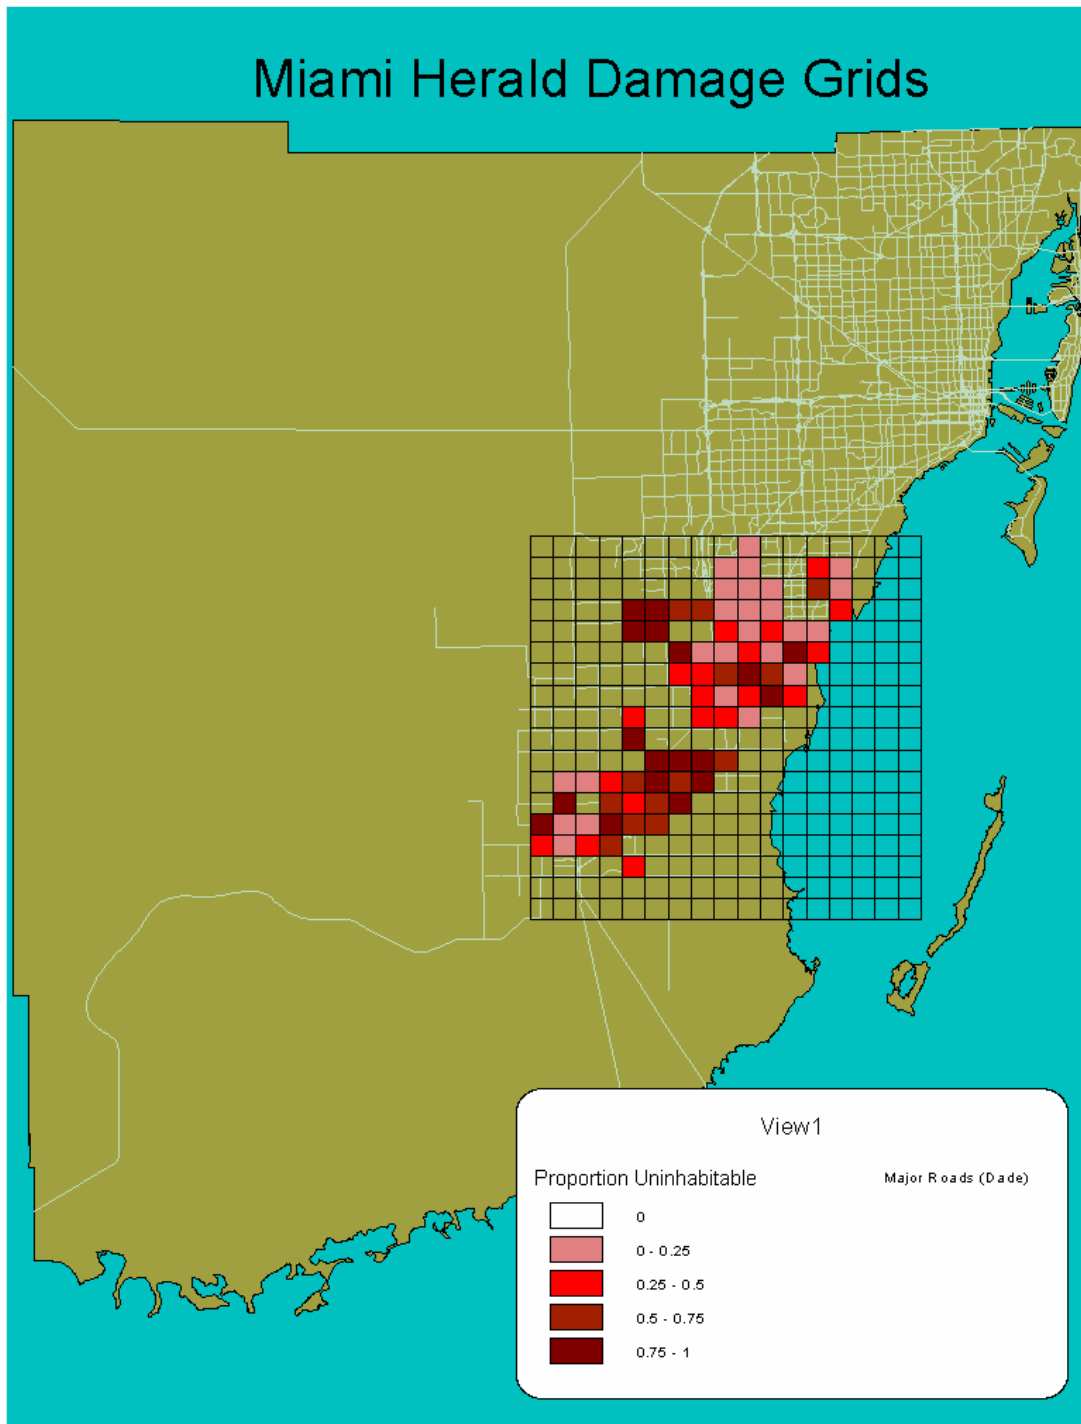 Miami Herald Damage Grids
View1
Proportion Uninhabitable
Major Roads (Dade)
0
0 - 0.25
0.25 - 0.5
0.5 - 0.75
0.75 - 1